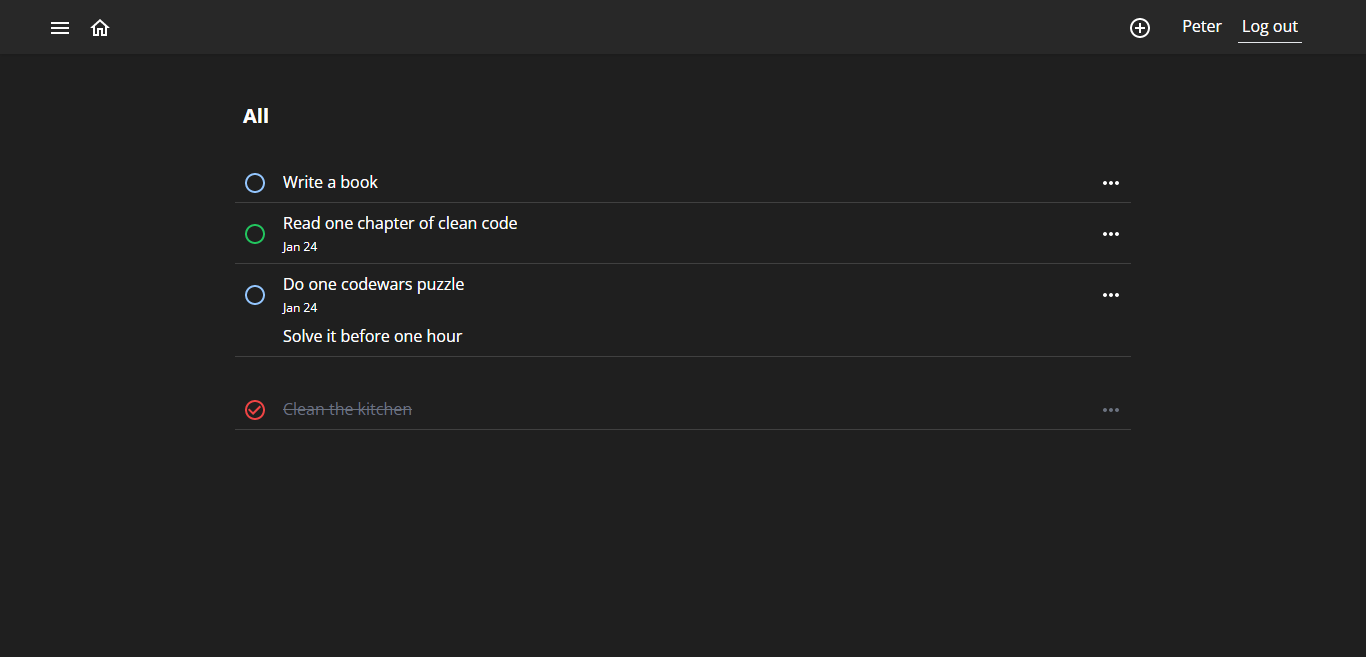 Peter Log out
All
Write a book
Read one chapter of clean code
Jan 24
Do one codewars puzzle
Jan 24
Solve it before one hour
Clean the kitchen